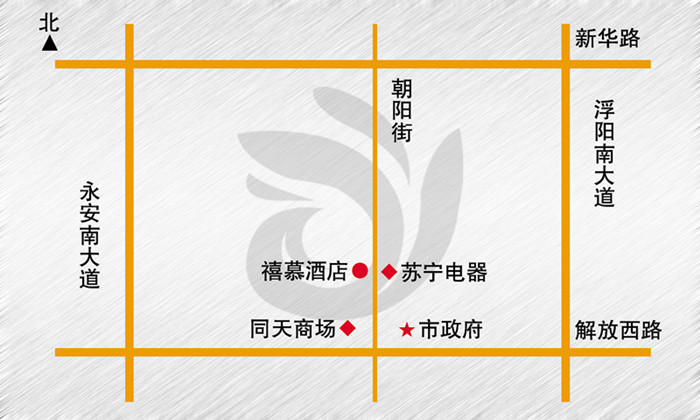 北
新华路
朝阳街
浮阳南大道
永安南大道
禧慕酒店
苏宁电器
同天商场
市政府
解放西路